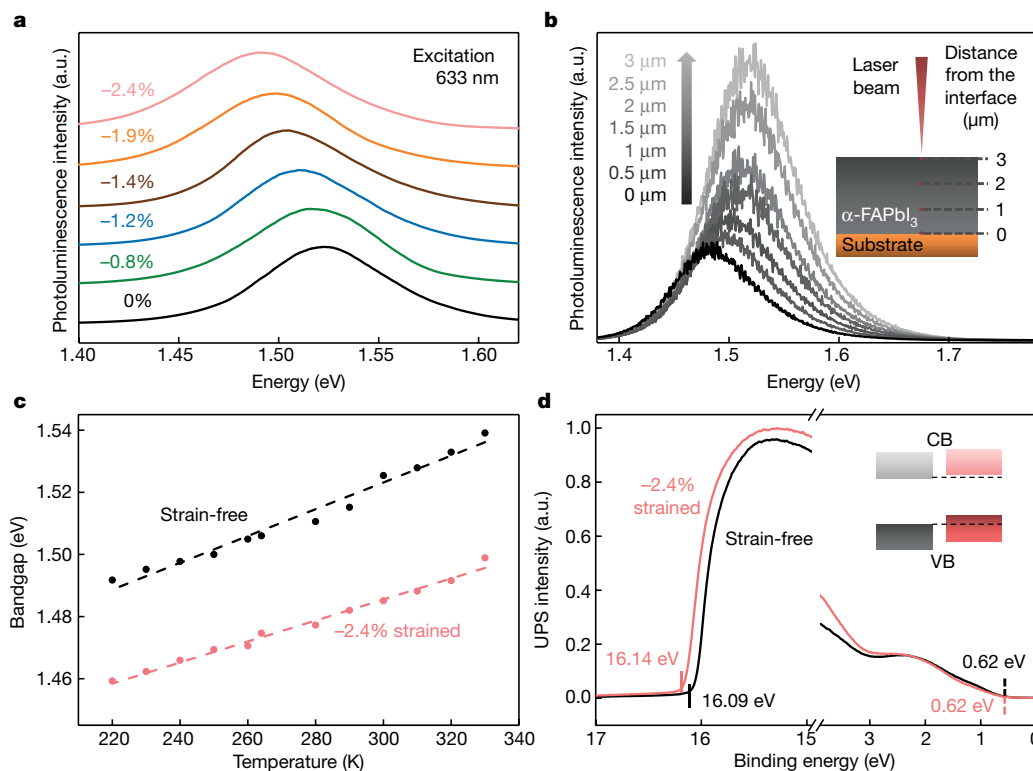 a
Photoluminescence intensity (a.u.)
Excitation
633 nm
–2.4%
–1.9%
–1.4%
–1.2%
–0.8%
0%
1.40 1.45 1.50 1.55 1.60
Energy (eV)
b
Photoluminescence intensity (a.u.)
3 μm
2.5 μm
2 μm
1.5 μm
1 μm
0.5 μm
0 μm
Laser
beam
Distance
from the
interface
(μm)
3
2
1
0
α-FAPbI3
Substrate
1.4 1.5 1.6 1.7
Energy (eV)
c
Bandgap (eV)
1.54
1.52
1.50
1.48
1.46
Strain-free
–2.4% strained
220 240 260 280 300 320 340
Temperature (K)
d
UPS intensity (a.u.)
1.0
0.8
0.6
0.4
0.2
0.0
–2.4%
strained
Strain-free
CB
VB
16.14 eV
16.09 eV
0.62 eV
0.62 eV
17 16 15 3 2 1 0
Binding energy (eV)